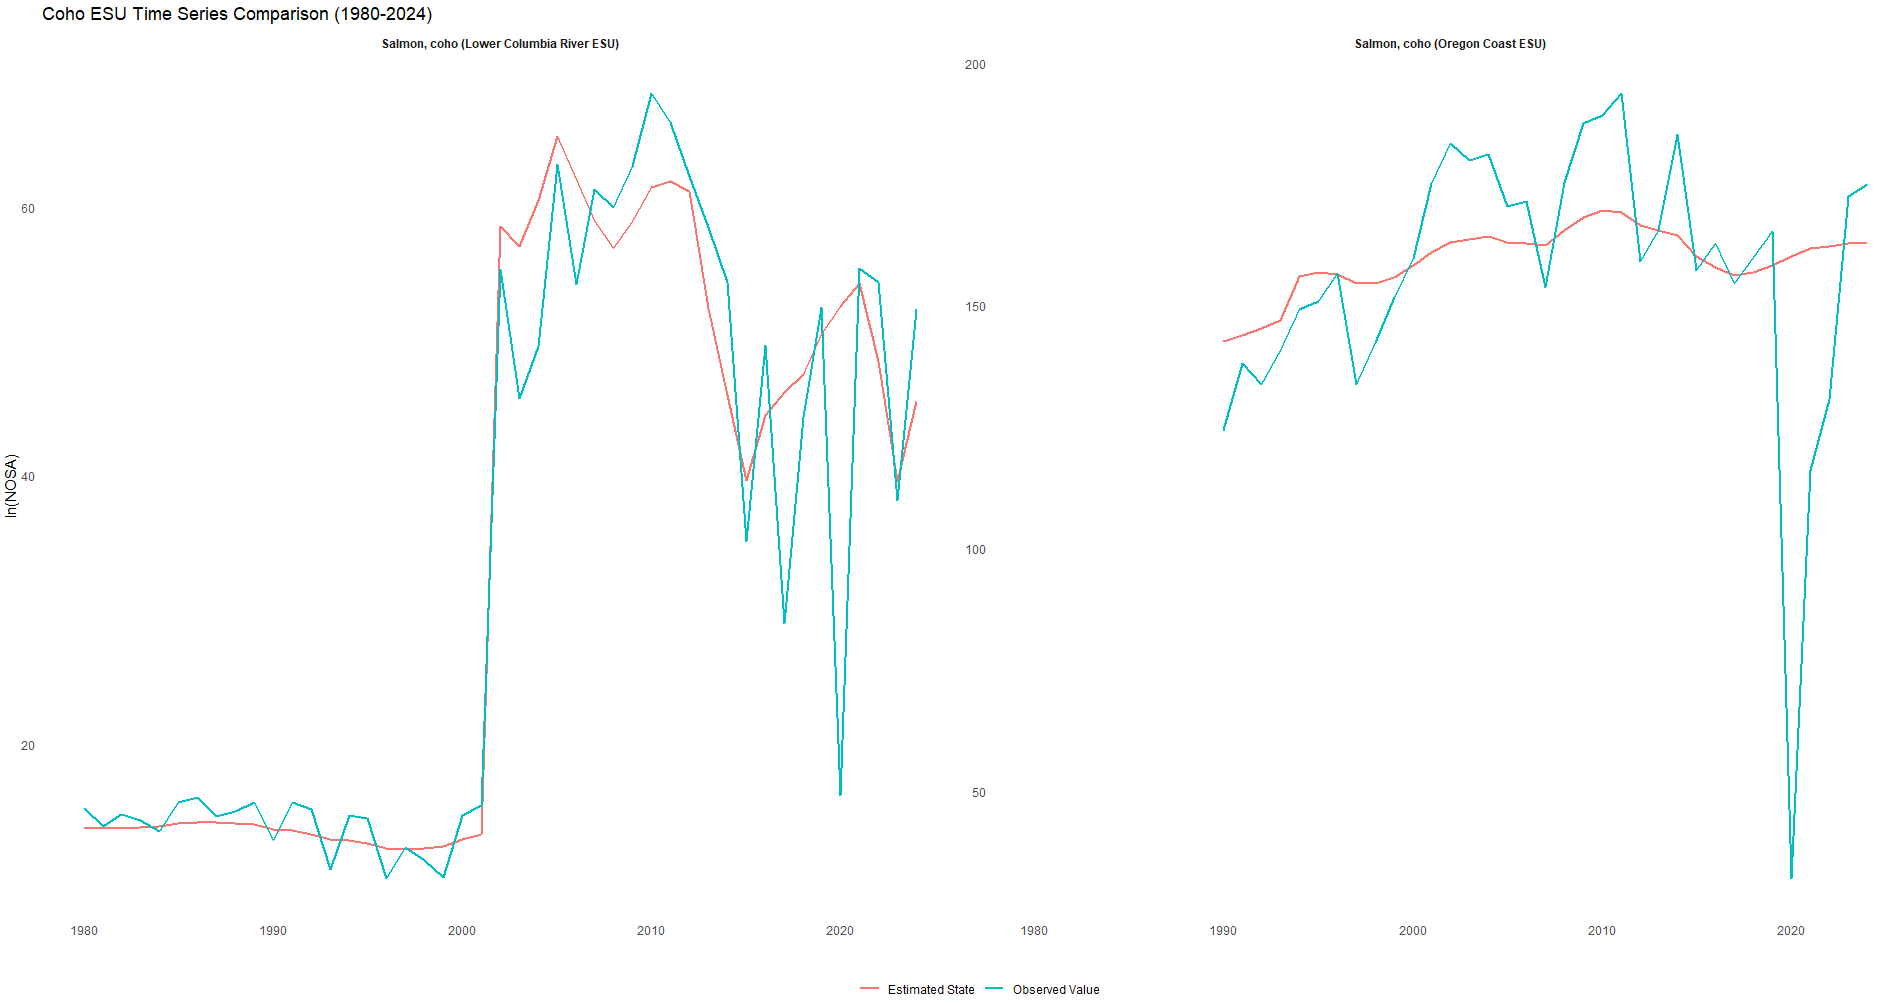 Coho ESU Time Series Comparison (1980-2024)
Salmon, coho (Lower Columbia River ESU)
Salmon, coho (Oregon Coast ESU)
ln(NOSA)
60
40
20
200
150
100
50
1980 1990 2000 2010 2020
1980 1990 2000 2010 2020
Estimated State Observed Value